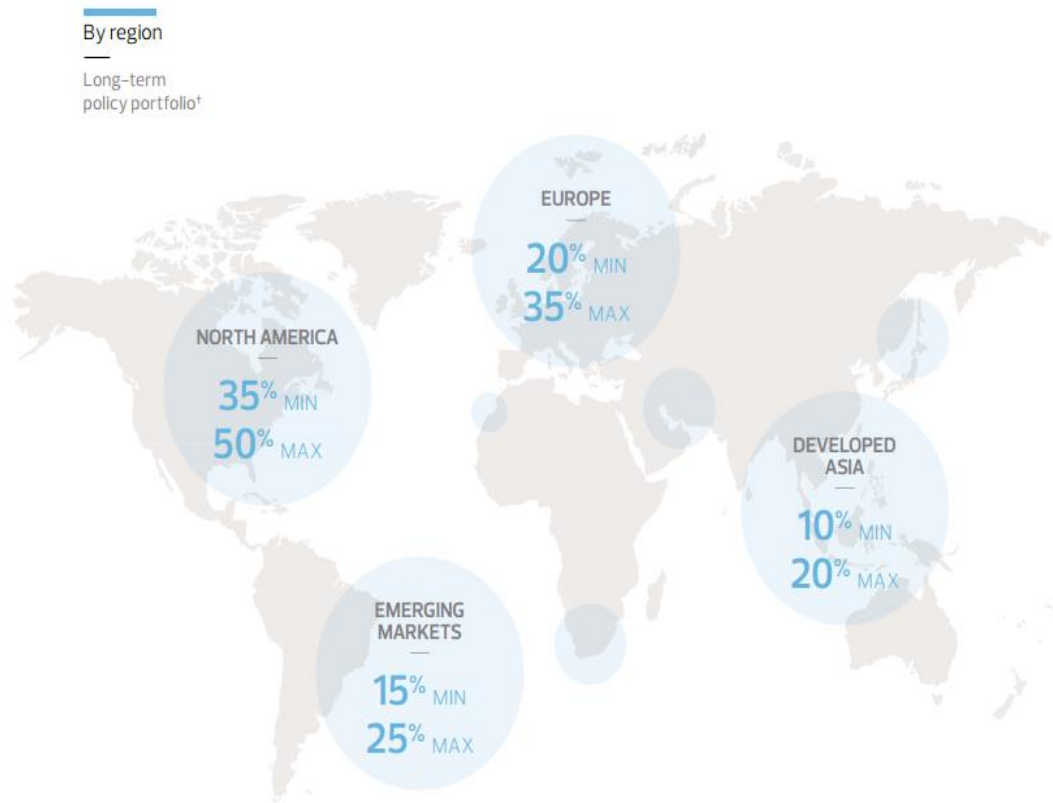 By region
Long-term
policy portfolio†
EUROPE
20% MIN
35% MAX
NORTH AMERICA
35% MIN
50% MAX
DEVELOPED
ASIA
10% MIN
20% MAX
EMERGING
MARKETS
15% MIN
25% MAX